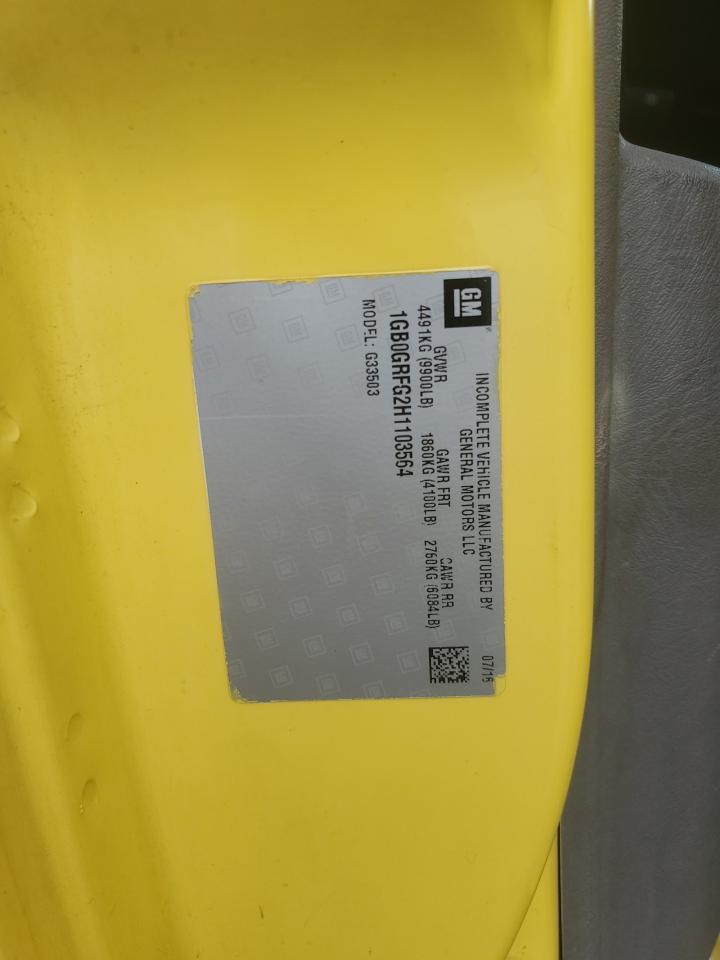 GM
INCOMPLETE VEHICLE MANUFACTURED BY
GENERAL MOTORS LLC
07/16
GVWR GAWR FRT GAWR RR
4491KG (9900LB) 1860KG (4100LB) 2760KG (6084LB)
1GB0GRFG2H1103564
MODEL: G33503